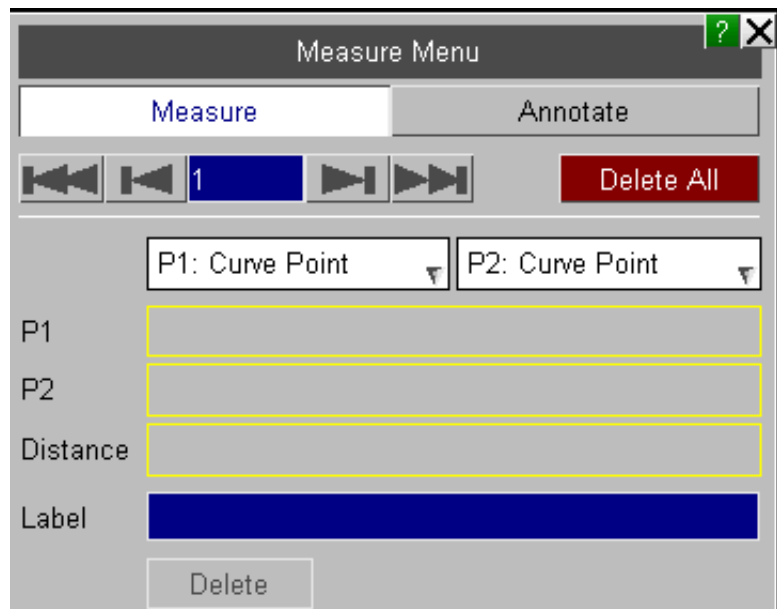 ?
Measure Menu
Measure Annotate
1 Delete All
P1: Curve Point P2: Curve Point
P1
P2
Distance
Label
Delete